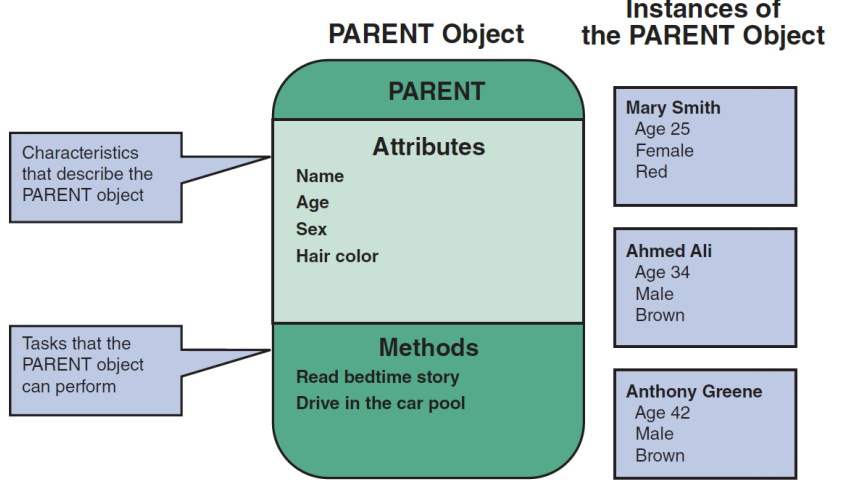 PARENT Object
Instances of
the PARENT Object
PARENT
Attributes
Name
Age
Sex
Hair color
Methods
Read bedtime story
Drive in the car pool
Characteristics
that describe the
PARENT object
Tasks that the
PARENT object
can perform
Mary Smith
Age 25
Female
Red
Ahmed Ali
Age 34
Male
Brown
Anthony Greene
Age 42
Male
Brown